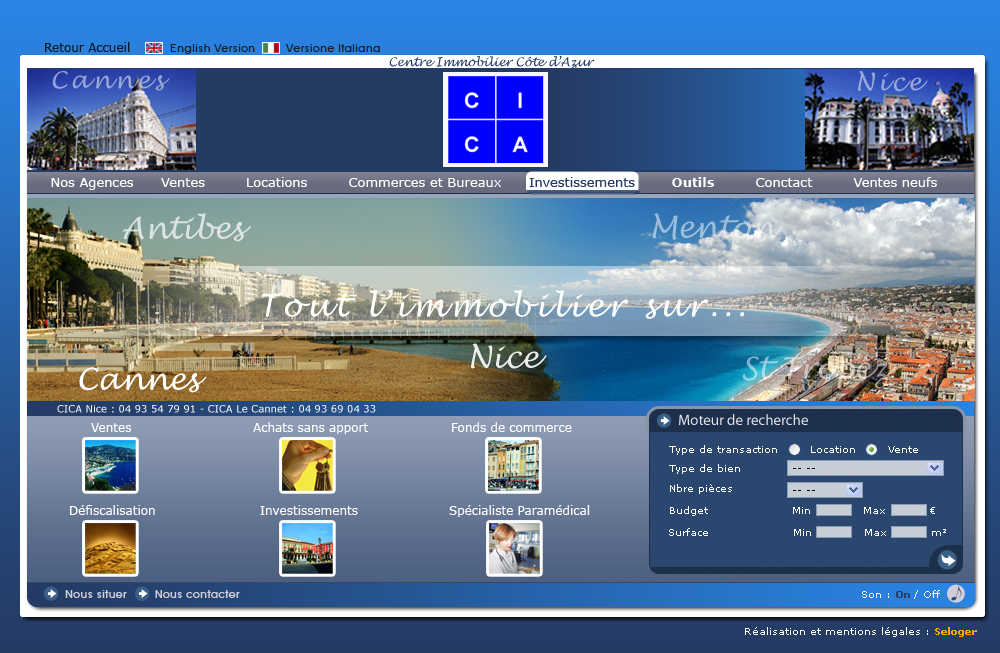 Retour Accueil English Version Versione Italiana
Centre Immobilier Côte d'Azur
Cannes
Nice
C I
C A
Nos Agences Ventes Locations Commerces et Bureaux Investissements Outils Conctact Ventes neufs
Antibes
Menton
Tout l'immobilier sur...
Nice
Cannes
St Tropez
CICA Nice : 04 93 54 79 91 - CICA Le Cannet : 04 93 69 04 33
Ventes Achats sans apport Fonds de commerce
Défiscalisation Investissements Spécialiste Paramédical
Moteur de recherche
Type de transaction Location Vente
Type de bien -- --
Nbre pièces -- --
Budget Min Max €
Surface Min Max m²
Nous situer Nous contacter
Son : On / Off
Réalisation et mentions légales : Seloger